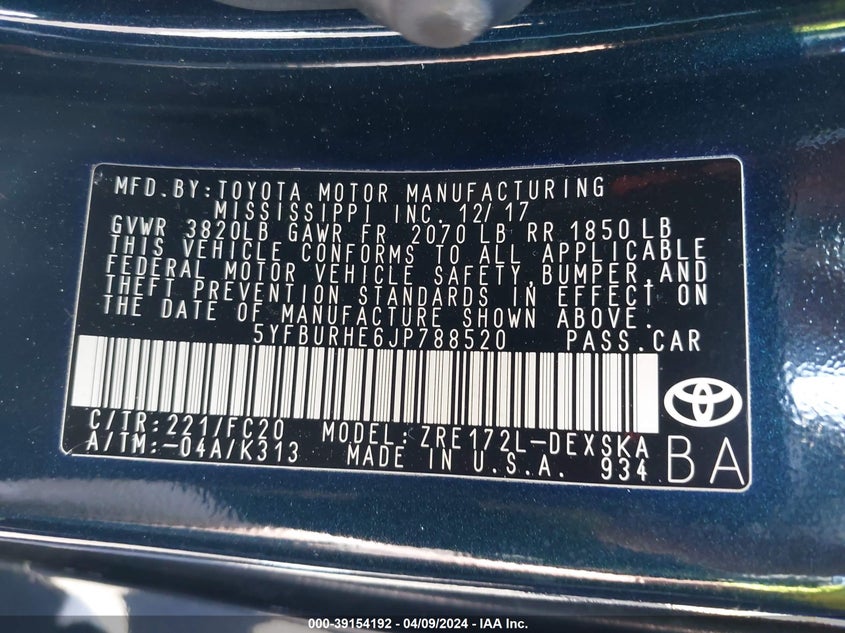 MFD.BY:TOYOTA MOTOR MANUFACTURING
MISSISSIPPI INC. 12/17
GVWR 3820LB GAWR FR 2070 LB RR 1850 LB
THIS VEHICLE CONFORMS TO ALL APPLICABLE
FEDERAL MOTOR VEHICLE SAFETY,BUMPER,AND
THEFT PREVENTION STANDARDS IN EFFECT ON
THE DATE OF MANUFACTURE SHOWN ABOVE.
5YFBURHE6JP788520 PASS.CAR
C/TR:221/FC20 MODEL: ZRE172L-DEXSKA
A/TM:-04A/K313 MADE IN U.S.A. 934
BA
000-39154192 - 04/09/2024 - IAA Inc.